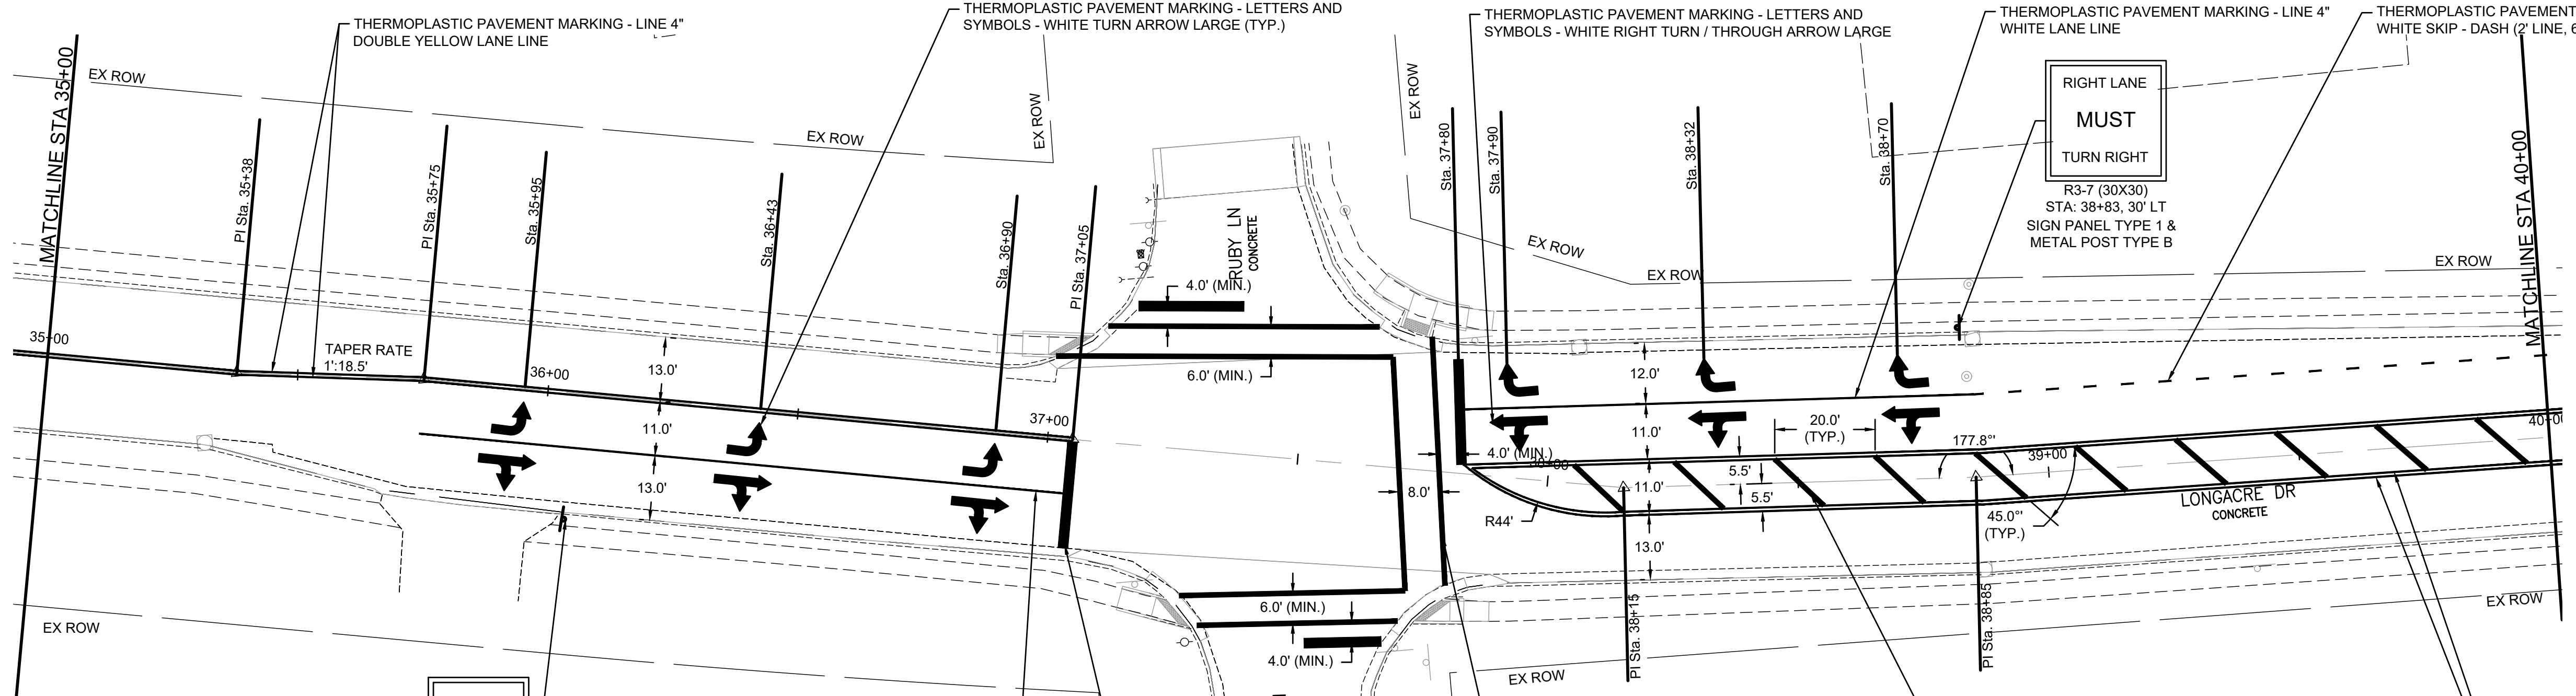 THERMOPLASTIC PAVEMENT MARKING - LINE 4"
DOUBLE YELLOW LANE LINE
THERMOPLASTIC PAVEMENT MARKING - LETTERS AND
SYMBOLS - WHITE TURN ARROW LARGE (TYP.)
THERMOPLASTIC PAVEMENT MARKING - LETTERS AND
SYMBOLS - WHITE RIGHT TURN / THROUGH ARROW LARGE
THERMOPLASTIC PAVEMENT MARKING - LINE 4"
WHITE LANE LINE
THERMOPLASTIC PAVEMENT
WHITE SKIP - DASH (2' LINE, 6
MATCHLINE STA 35+00
EX ROW
EX ROW
EX ROW
EX ROW
EX ROW
EX ROW
EX ROW
RIGHT LANE
MUST
TURN RIGHT
R3-7 (30X30)
STA: 38+83, 30' LT
SIGN PANEL TYPE 1 &
METAL POST TYPE B
MATCHLINE STA 40+00
PI Sta. 35+38
PI Sta. 35+75
Sta. 35+95
Sta. 36+43
Sta. 36+90
PI Sta. 37+05
RUBY LN
CONCRETE
Sta. 37+80
Sta. 37+90
Sta. 38+32
Sta. 38+70
4.0' (MIN.)
6.0' (MIN.)
35+00
TAPER RATE
1':18.5'
36+00
13.0'
11.0'
13.0'
37+00
12.0'
11.0'
20.0'
(TYP.)
4.0' (MIN.)
38+00
5.5'
11.0'
5.5'
177.8°'
39+00
40+00
8.0'
R44'
13.0'
45.0°'
(TYP.)
LONGACRE DR
CONCRETE
6.0' (MIN.)
4.0' (MIN.)
PI Sta. 38+15
PI Sta. 38+85
EX ROW
EX ROW
EX ROW